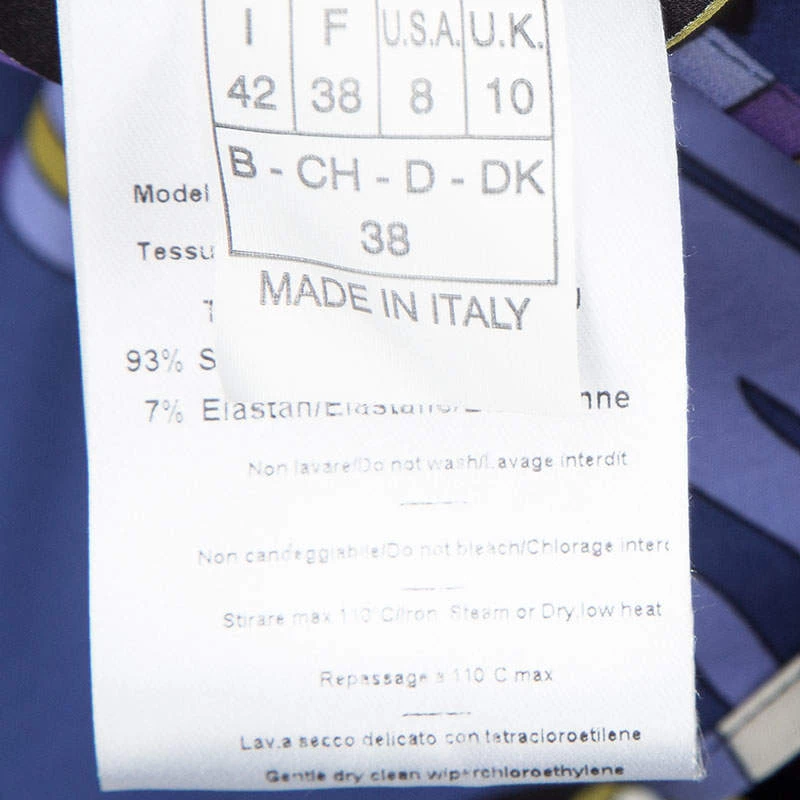 I F U.S.A. U.K.
42 38 8 10
B - CH - D - DK
38
MADE IN ITALY
Model
Tessu
93% S
7% Elastan/Elastane/ nne
Non lavare/Do not wash/Lavage interdit
Non candeggiabile/Do not bleach/Chlorage interd
Stirare max 110 C/Iron Steam or Dry,low heat
Repassage a 110 C max
Lav.a secco delicato con tetracloroetilene
Gentle dry clean w/perchloroethylene